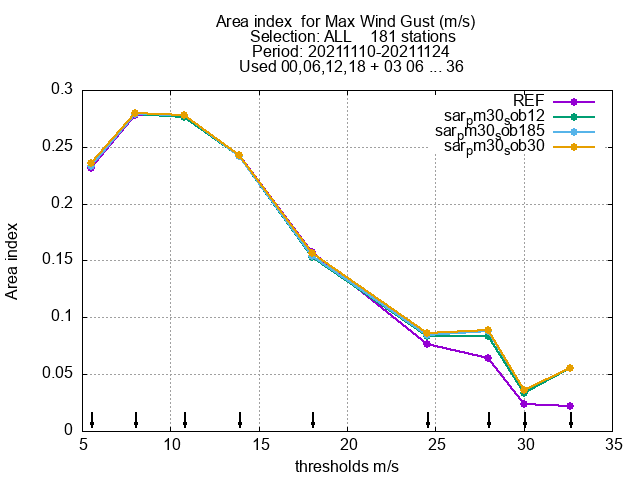 Area index  for Max Wind Gust (m/s)
Selection: ALL    181 stations
Period: 20211110-20211124
Used 00,06,12,18 + 03 06 ... 36
REF
sarpm30sob12
sarpm30sob185
sarpm30sob30
0.3
0.25
0.2
0.15
0.1
0.05
0
Area index
5 10 15 20 25 30 35
thresholds m/s